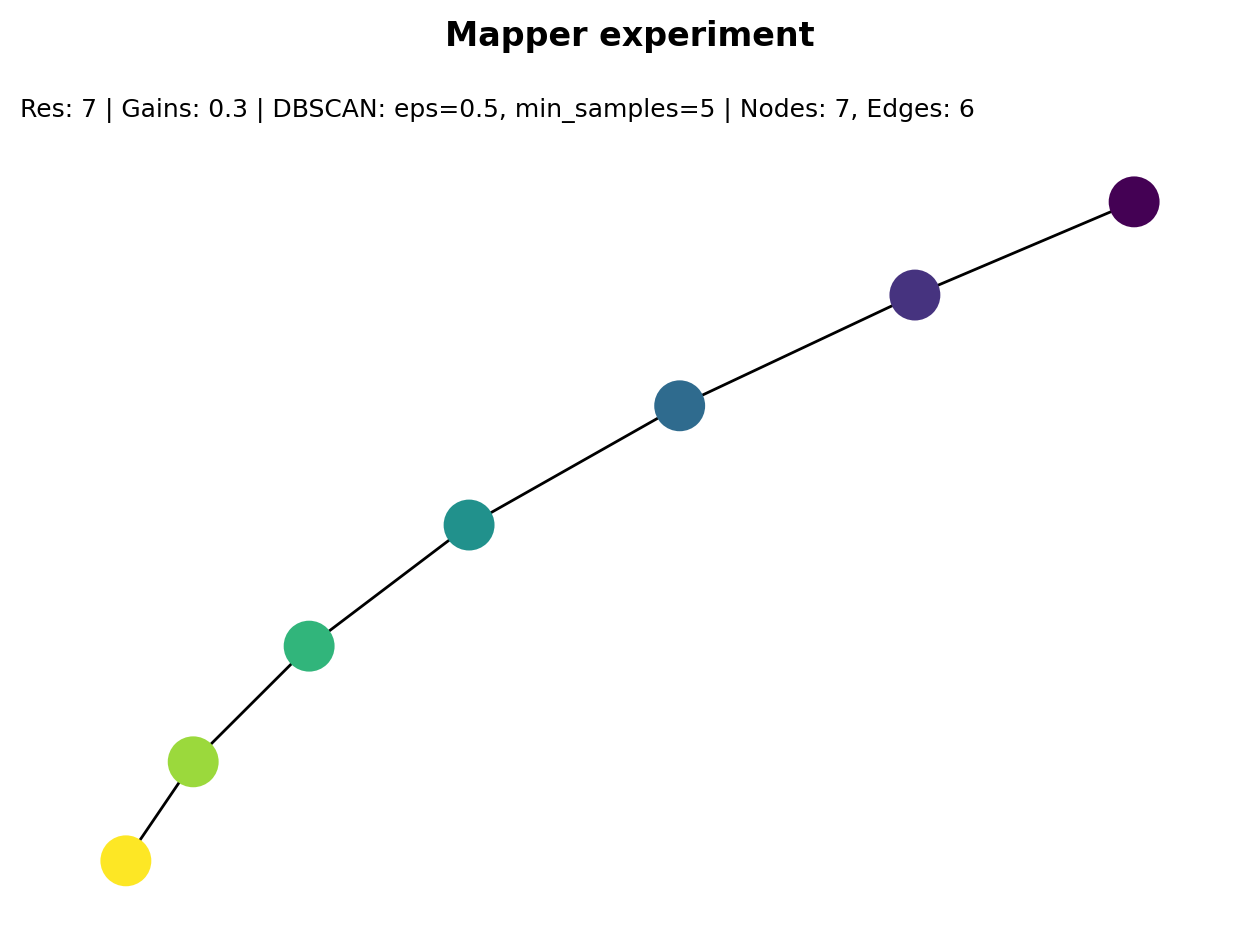 Mapper experiment
Res: 7 | Gains: 0.3 | DBSCAN: eps=0.5, min_samples=5 | Nodes: 7, Edges: 6